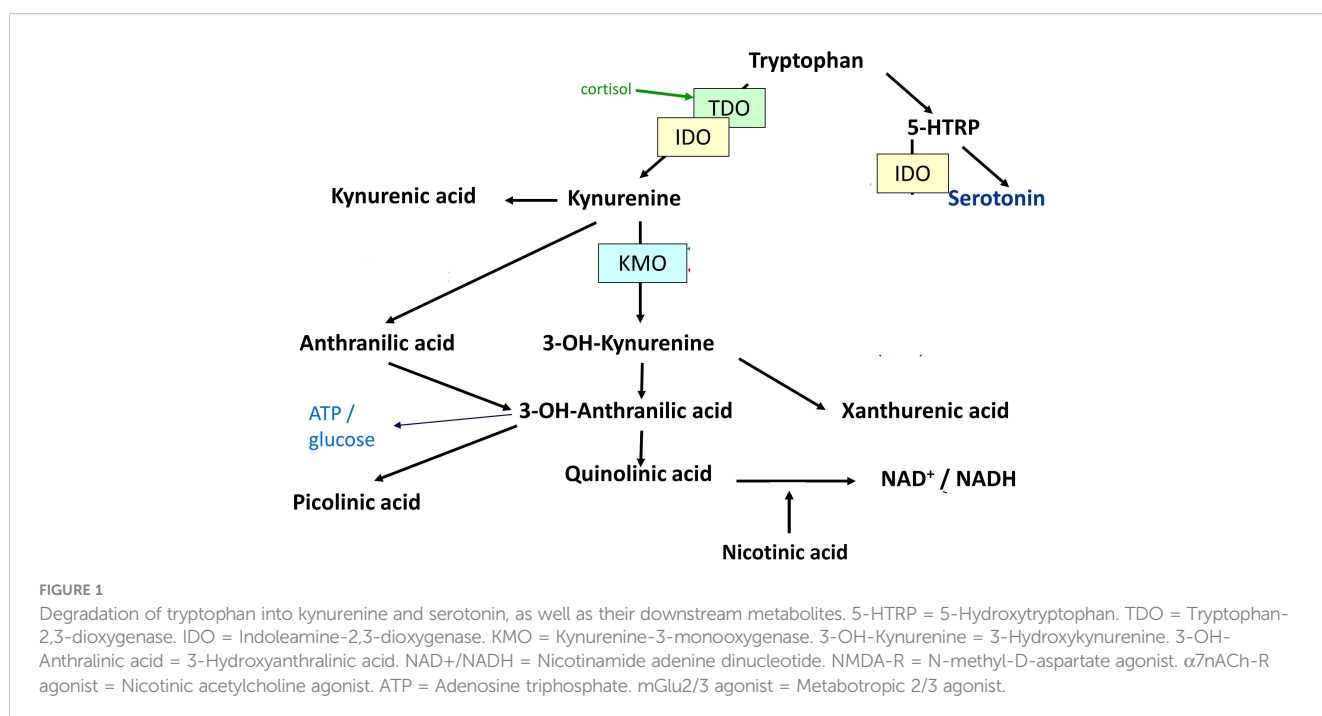 Tryptophan
cortisol
TDO
IDO
5-HTRP
IDO
Kynurenic acid
Kynurenine
Serotonin
KMO
Anthranilic acid
3-OH-Kynurenine
ATP /
glucose
3-OH-Anthranilic acid
Xanthurenic acid
Quinolinic acid
NAD⁺ / NADH
Picolinic acid
Nicotinic acid
FIGURE 1
Degradation of tryptophan into kynurenine and serotonin, as well as their downstream metabolites. 5-HTRP = 5-Hydroxytryptophan. TDO = Tryptophan-
2,3-dioxygenase. IDO = Indoleamine-2,3-dioxygenase. KMO = Kynurenine-3-monooxygenase. 3-OH-Kynurenine = 3-Hydroxykynurenine. 3-OH-
Anthralinic acid = 3-Hydroxyanthralinic acid. NAD+/NADH = Nicotinamide adenine dinucleotide. NMDA-R = N-methyl-D-aspartate agonist. α7nACh-R
agonist = Nicotinic acetylcholine agonist. ATP = Adenosine triphosphate. mGlu2/3 agonist = Metabotropic 2/3 agonist.